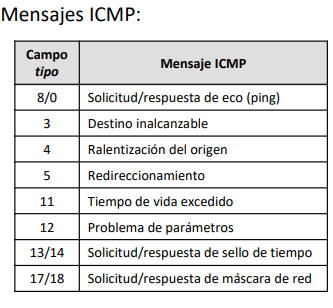 Mensajes ICMP:
Campo tipo Mensaje ICMP
8/0 Solicitud/respuesta de eco (ping)
3 Destino inalcanzable
4 Ralentización del origen
5 Redireccionamiento
11 Tiempo de vida excedido
12 Problema de parámetros
13/14 Solicitud/respuesta de sello de tiempo
17/18 Solicitud/respuesta de máscara de red